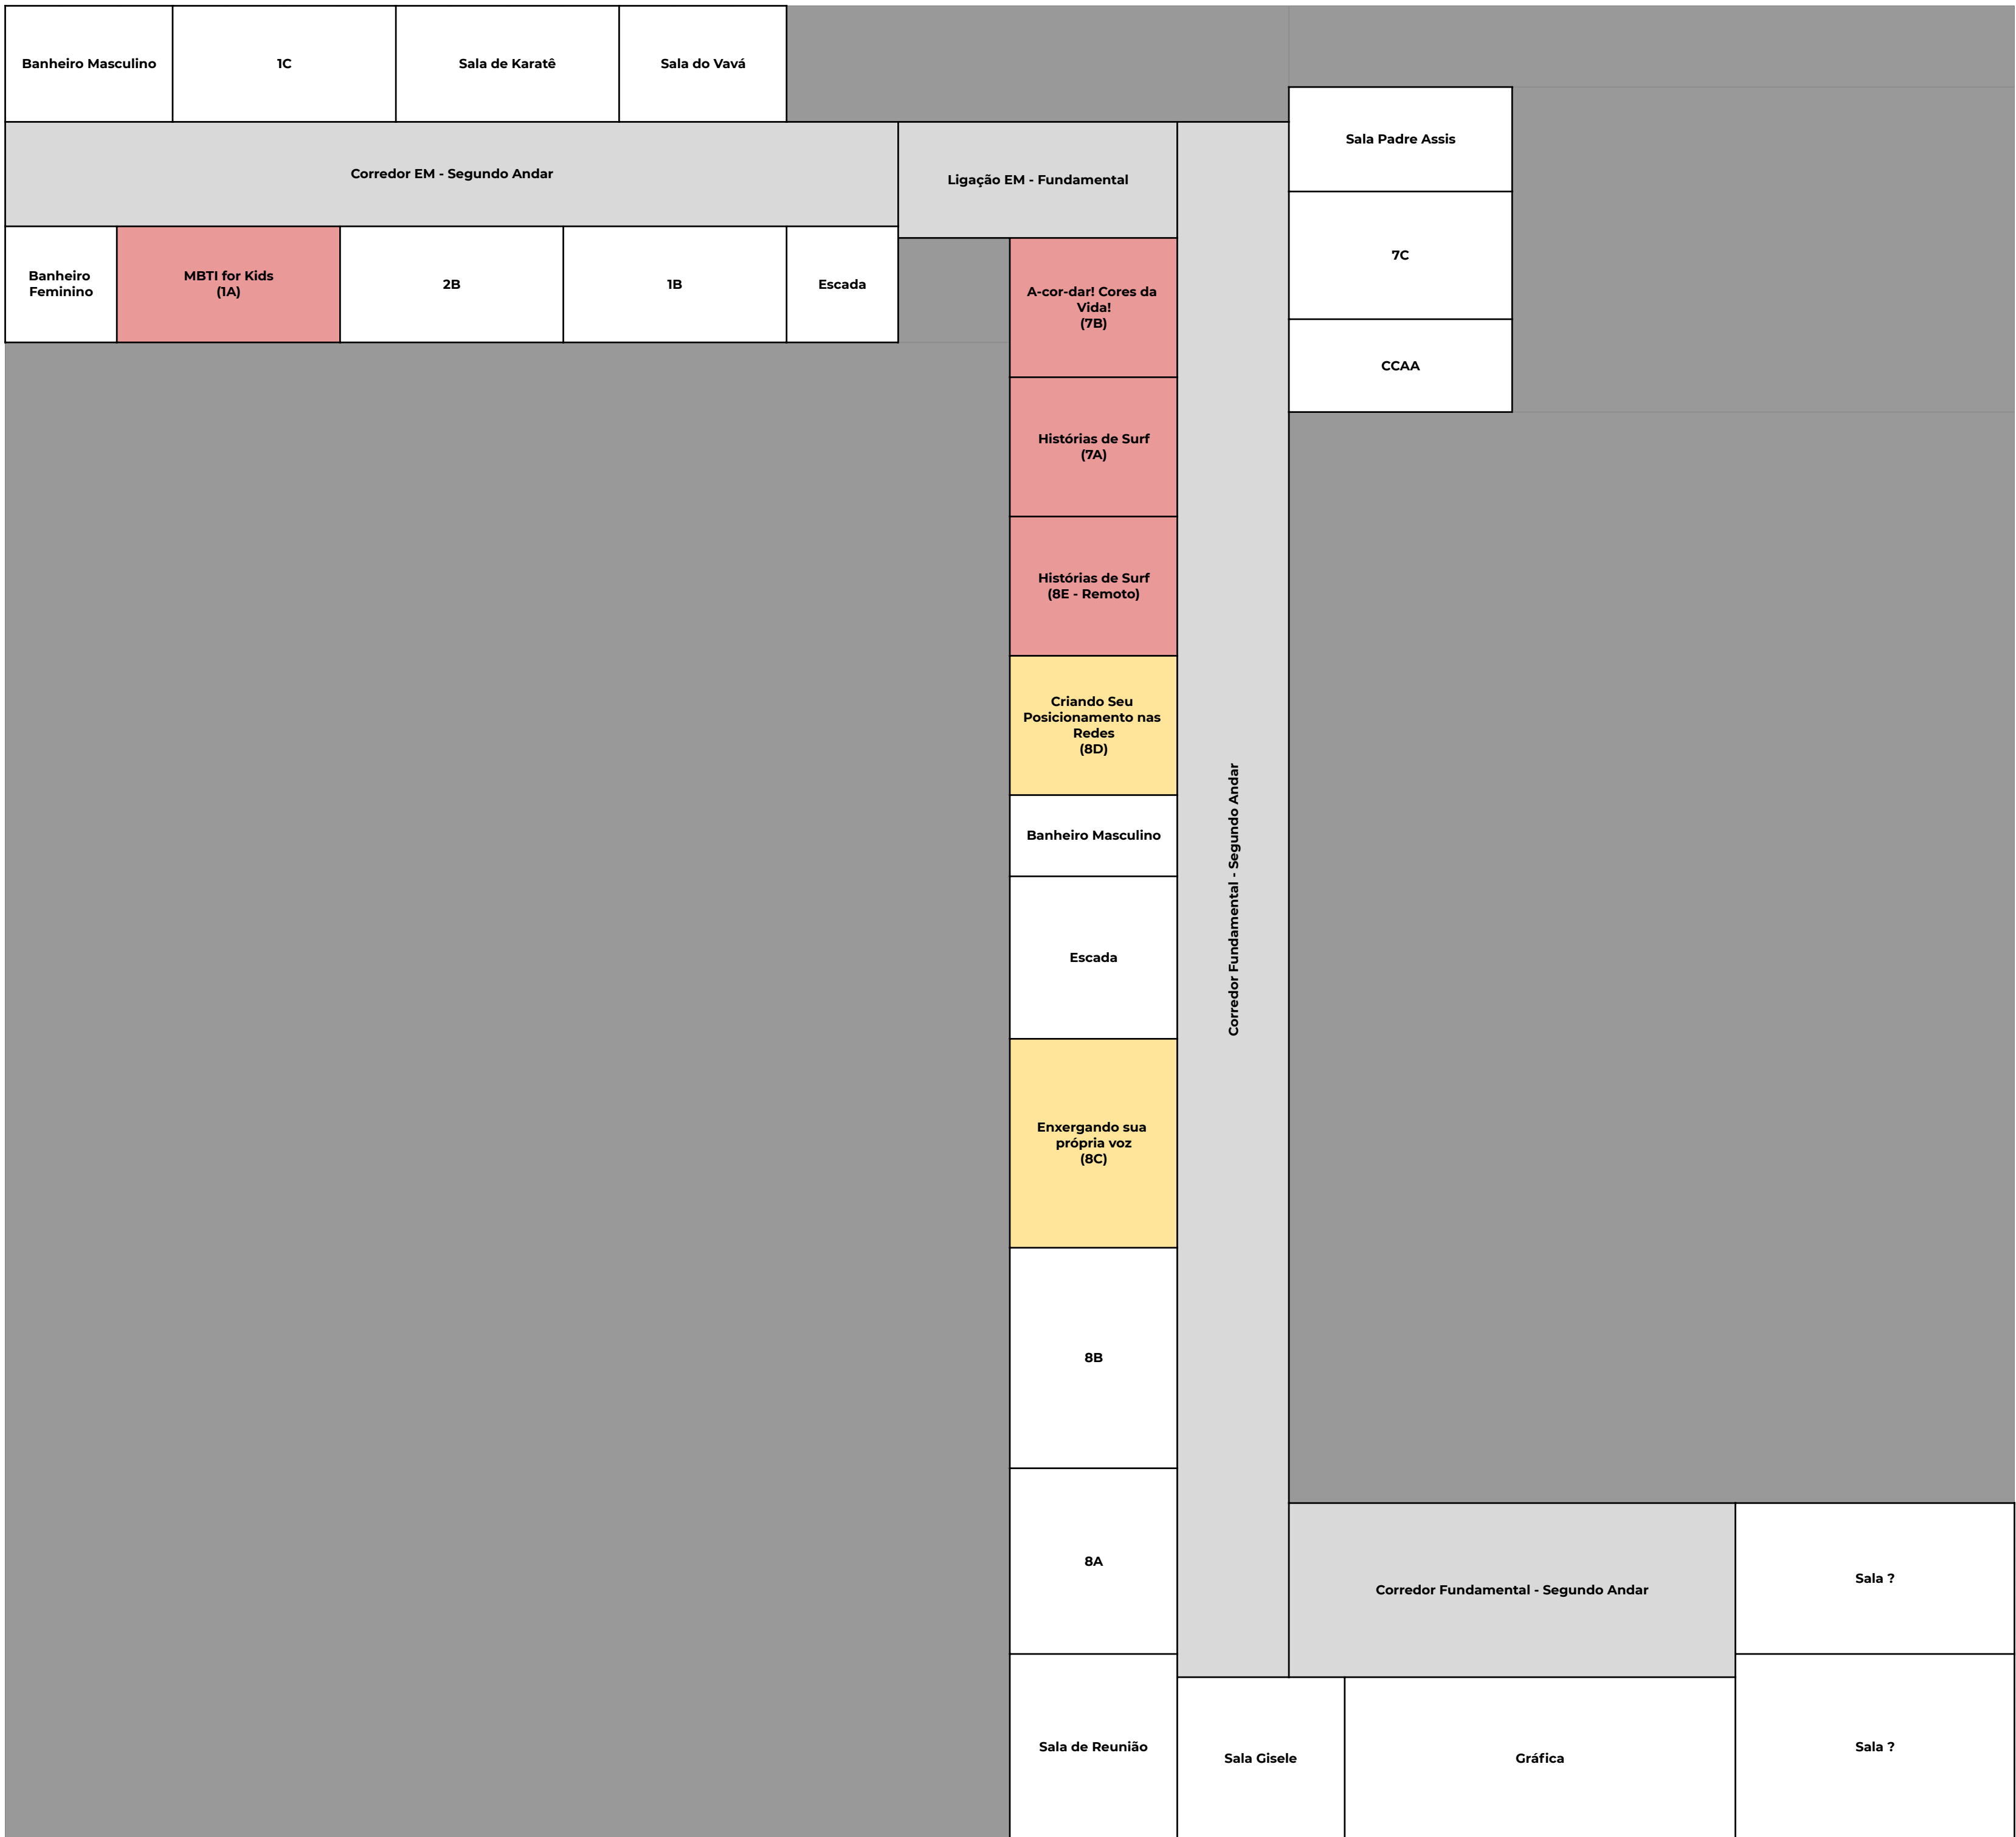 Banheiro Masculino
1C
Sala de Karatê
Sala do Vavá
Sala Padre Assis
Corredor EM - Segundo Andar
Ligação EM - Fundamental
7C
Banheiro
Feminino
MBTI for Kids
(1A)
2B
1B
Escada
A-cor-dar! Cores da
Vida!
(7B)
CCAA
Histórias de Surf
(7A)
Histórias de Surf
(8E - Remoto)
Criando Seu
Posicionamento nas
Redes
(8D)
Banheiro Masculino
Corredor Fundamental - Segundo Andar
Escada
Enxergando sua
própria voz
(8C)
8B
8A
Corredor Fundamental - Segundo Andar
Sala ?
Sala de Reunião
Sala Gisele
Gráfica
Sala ?